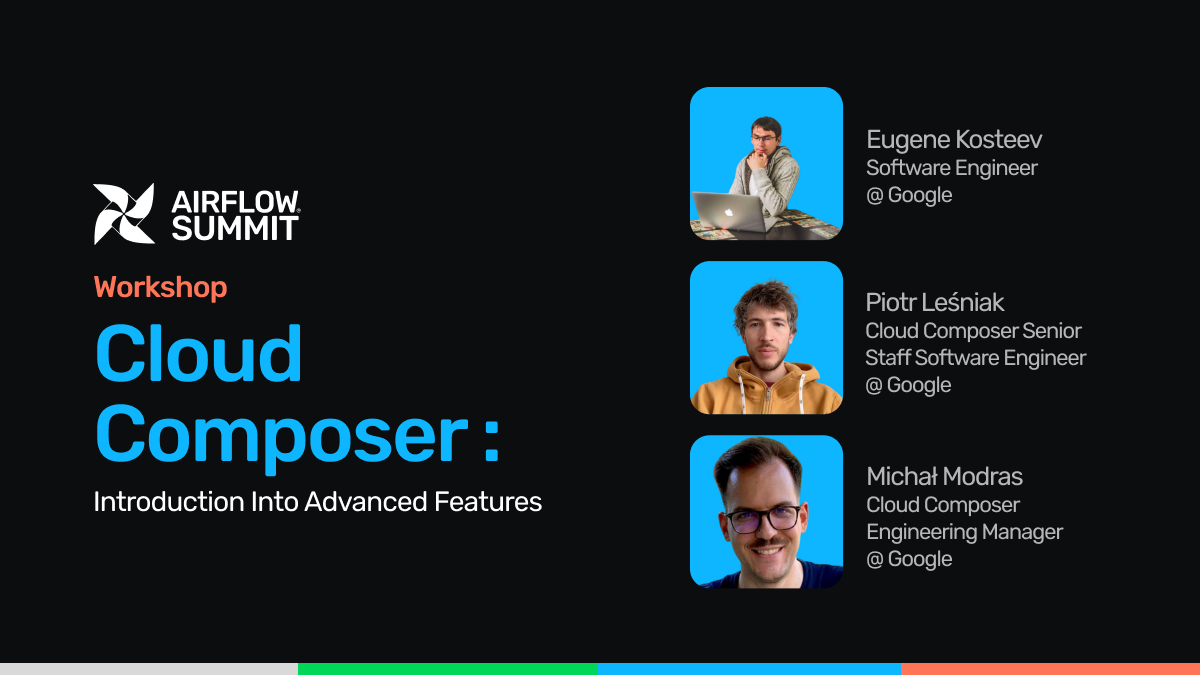 AIRFLOW
SUMMIT®
Workshop
Cloud
Composer :
Introduction Into Advanced Features
Eugene Kosteev
Software Engineer
@ Google
Piotr Leśniak
Cloud Composer Senior
Staff Software Engineer
@ Google
Michał Modras
Cloud Composer
Engineering Manager
@ Google